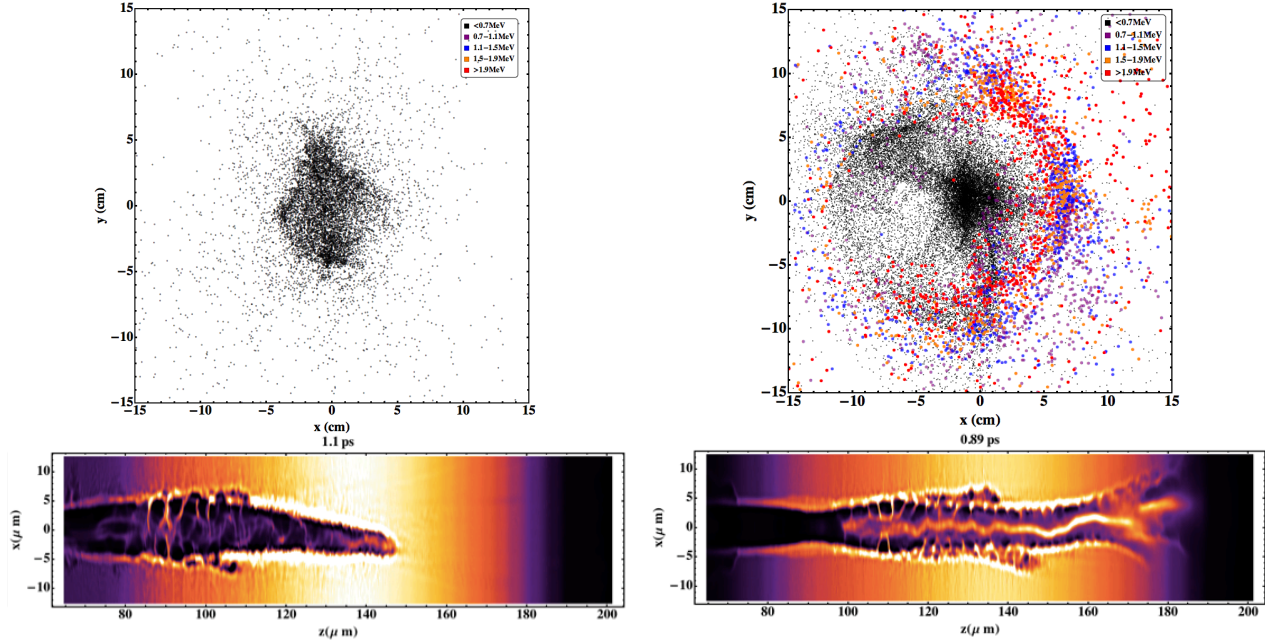 <0.7MeV
0.7-1.1MeV
1.1-1.5MeV
1.5-1.9MeV
>1.9MeV
15
10
5
0
−5
−10
−15
y (cm)
−15 −10 −5 0 5 10 15
x (cm)
<0.7MeV
0.7-1.1MeV
1.1-1.5MeV
1.5-1.9MeV
>1.9MeV
15
10
5
0
−5
−10
−15
y (cm)
−15 −10 −5 0 5 10 15
x (cm)
1.1 ps
10
5
0
−5
−10
x(μ m)
80 100 120 140 160 180 200
z(μ m)
0.89 ps
10
5
0
−5
−10
x(μ m)
80 100 120 140 160 180 200
z(μ m)